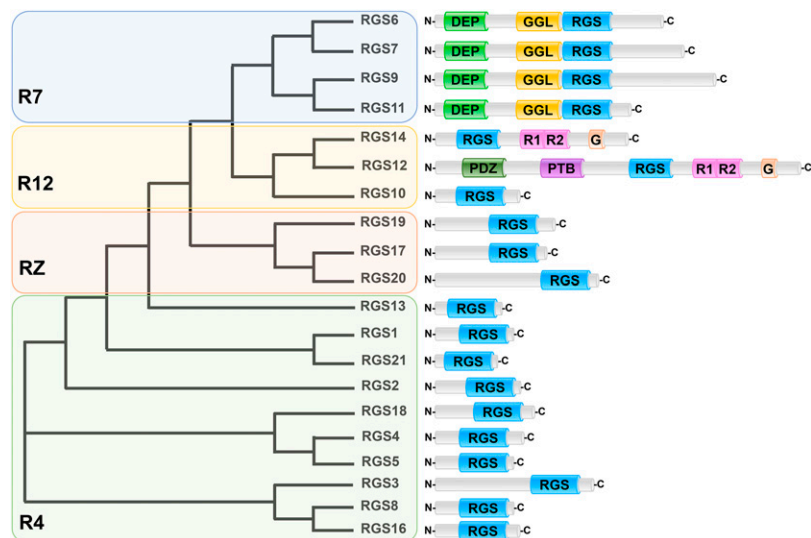 RGS6 N- DEP GGL RGS -C
RGS7 N- DEP GGL RGS -C
RGS9 N- DEP GGL RGS -C
R7
RGS11 N- DEP GGL RGS -C
RGS14 N- RGS R1 R2 G -C
R12
RGS12 N- PDZ PTB RGS R1 R2 G -C
RGS10 N- RGS -C
RGS19 N- RGS -C
RGS17 N- RGS -C
RZ
RGS20 N- RGS -C
RGS13 N- RGS -C
RGS1 N- RGS -C
RGS21 N- RGS -C
RGS2 N- RGS -C
RGS18 N- RGS -C
RGS4 N- RGS -C
RGS5 N- RGS -C
RGS3 N- RGS -C
RGS8 N- RGS -C
R4
RGS16 N- RGS -C